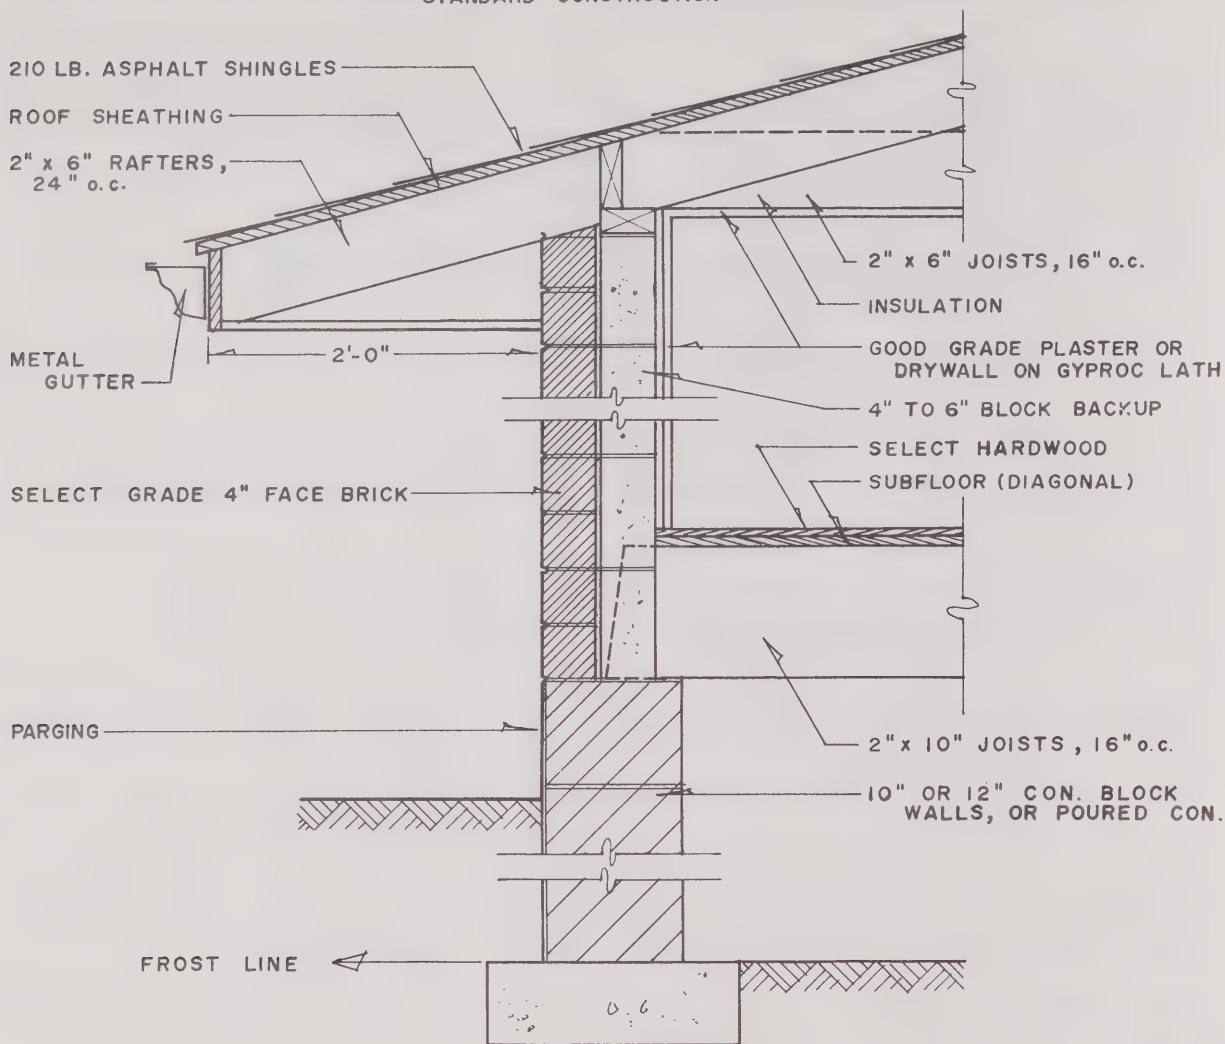 STANDARD CONSTRUCTION
210 LB. ASPHALT SHINGLES
ROOF SHEATHING
2" x 6" RAFTERS,
24" o.c.
METAL
GUTTER
2'-0"
SELECT GRADE 4" FACE BRICK
PARGING
FROST LINE
2" x 6" JOISTS, 16" o.c.
INSULATION
GOOD GRADE PLASTER OR
DRYWALL ON GYPROC LATH
4" TO 6" BLOCK BACKUP
SELECT HARDWOOD
SUBFLOOR (DIAGONAL)
2" x 10" JOISTS, 16" o.c.
10" OR 12" CON. BLOCK
WALLS, OR POURED CON.